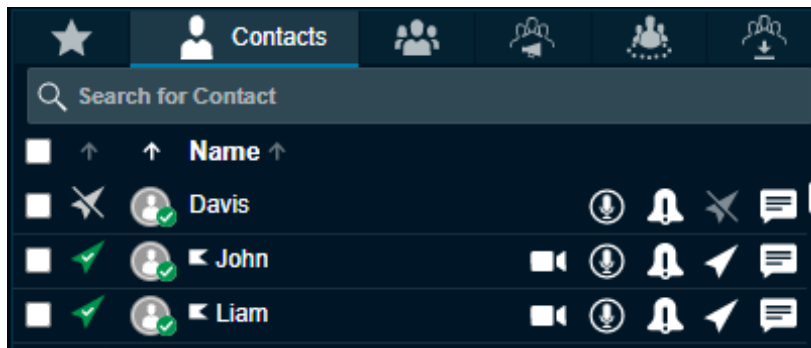 Contacts
Search for Contact
Name
Davis
John
Liam